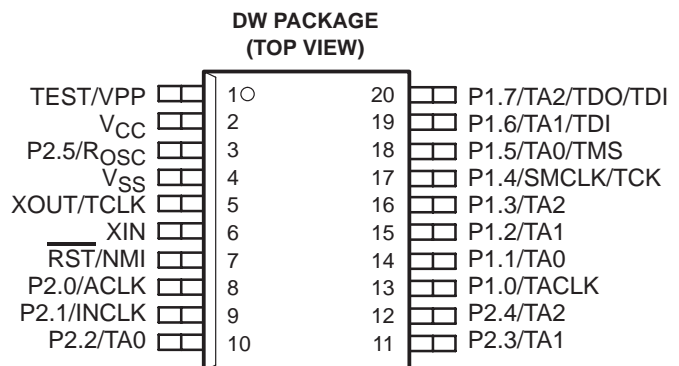 DW PACKAGE
(TOP VIEW)
TEST/VPP 1 20 P1.7/TA2/TDO/TDI
VCC 2 19 P1.6/TA1/TDI
P2.5/ROSC 3 18 P1.5/TA0/TMS
VSS 4 17 P1.4/SMCLK/TCK
XOUT/TCLK 5 16 P1.3/TA2
XIN 6 15 P1.2/TA1
RST/NMI 7 14 P1.1/TA0
P2.0/ACLK 8 13 P1.0/TACLK
P2.1/INCLK 9 12 P2.4/TA2
P2.2/TA0 10 11 P2.3/TA1